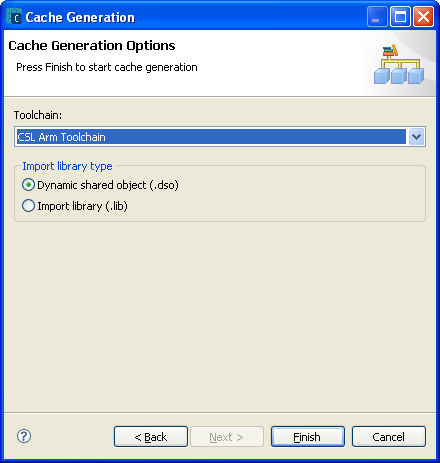 Cache Generation
Cache Generation Options
Press Finish to start cache generation
Toolchain:
CSL Arm Toolchain
Import library type
Dynamic shared object (.dso)
Import library (.lib)
< Back
Next >
Finish
Cancel